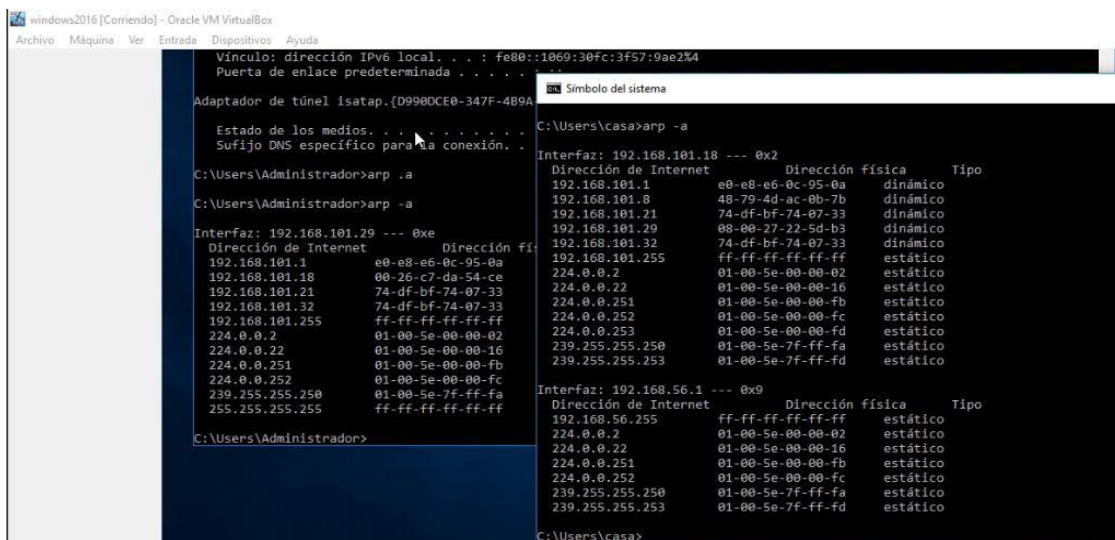 windows2016 [Corriendo] - Oracle VM VirtualBox
Archivo Máquina Ver Entrada Dispositivos Ayuda
Vínculo: dirección IPv6 local. . . : fe80::1069:30fc:3f57:9ae2%4
Puerta de enlace predeterminada . . . . . . ::
Adaptador de túnel isatap.{D990DCE0-347F-4B9A-
Estado de los medios. . . . . . . . . . .
Sufijo DNS específico para la conexión. .
C:\Users\Administrador>arp .a
C:\Users\Administrador>arp -a
Interfaz: 192.168.101.29 --- 0xe
Dirección de Internet Dirección fí
192.168.101.1 e0-e8-e6-0c-95-0a
192.168.101.18 00-26-c7-da-54-ce
192.168.101.21 74-df-bf-74-07-33
192.168.101.32 74-df-bf-74-07-33
192.168.101.255 ff-ff-ff-ff-ff-ff
224.0.0.2 01-00-5e-00-00-02
224.0.0.22 01-00-5e-00-00-16
224.0.0.251 01-00-5e-00-00-fb
224.0.0.252 01-00-5e-00-00-fc
239.255.255.250 01-00-5e-7f-ff-fa
255.255.255.255 ff-ff-ff-ff-ff-ff
C:\Users\Administrador>
Símbolo del sistema
C:\Users\casa>arp -a
Interfaz: 192.168.101.18 --- 0x2
Dirección de Internet Dirección física Tipo
192.168.101.1 e0-e8-e6-0c-95-0a dinámico
192.168.101.8 48-79-4d-ac-0b-7b dinámico
192.168.101.21 74-df-bf-74-07-33 dinámico
192.168.101.29 08-00-27-22-5d-b3 dinámico
192.168.101.32 74-df-bf-74-07-33 dinámico
192.168.101.255 ff-ff-ff-ff-ff-ff estático
224.0.0.2 01-00-5e-00-00-02 estático
224.0.0.22 01-00-5e-00-00-16 estático
224.0.0.251 01-00-5e-00-00-fb estático
224.0.0.252 01-00-5e-00-00-fc estático
224.0.0.253 01-00-5e-00-00-fd estático
239.255.255.250 01-00-5e-7f-ff-fa estático
239.255.255.253 01-00-5e-7f-ff-fd estático
Interfaz: 192.168.56.1 --- 0x9
Dirección de Internet Dirección física Tipo
192.168.56.255 ff-ff-ff-ff-ff-ff estático
224.0.0.2 01-00-5e-00-00-02 estático
224.0.0.22 01-00-5e-00-00-16 estático
224.0.0.251 01-00-5e-00-00-fb estático
224.0.0.252 01-00-5e-00-00-fc estático
239.255.255.250 01-00-5e-7f-ff-fa estático
239.255.255.253 01-00-5e-7f-ff-fd estático
C:\Users\casa>